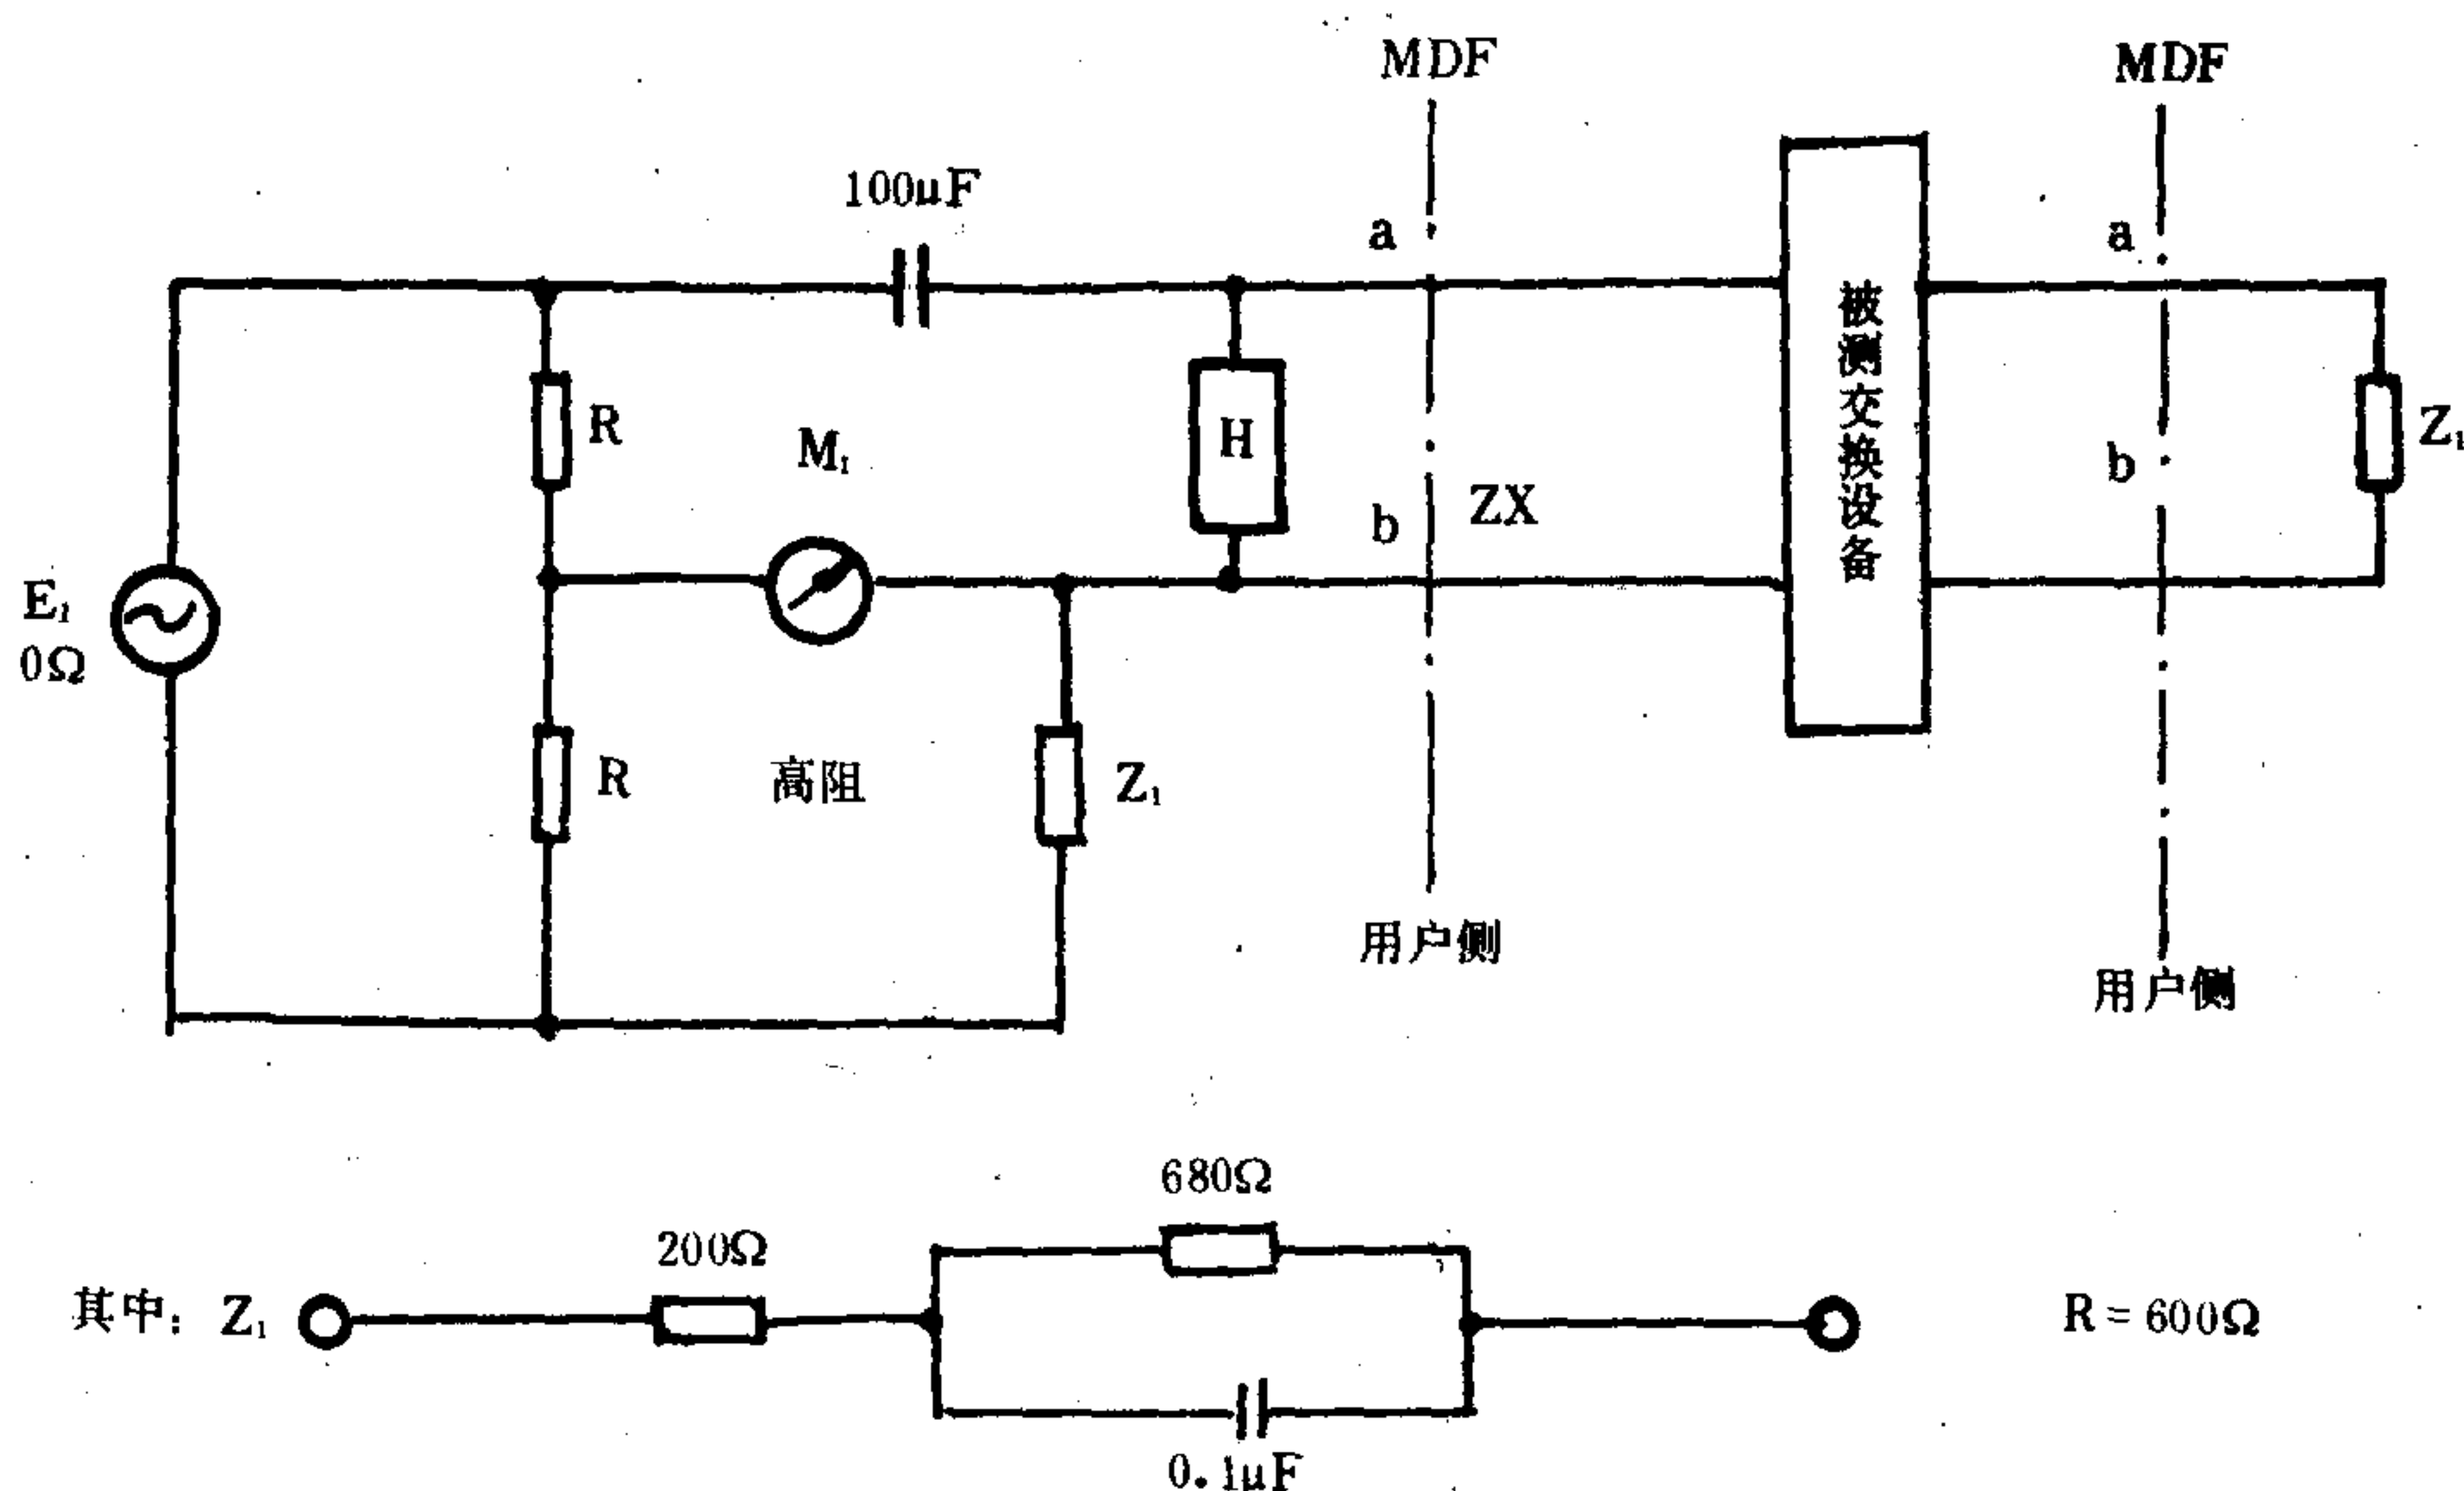 MDF
MDF
100μF
a
a
R
M₁
H
b
ZX
b
Z₁
被测交换设备
E₁
0Ω
R
高阻
Z₁
用户侧
用户侧
680Ω
200Ω
其中: Z₁
R = 600Ω
0.1μF